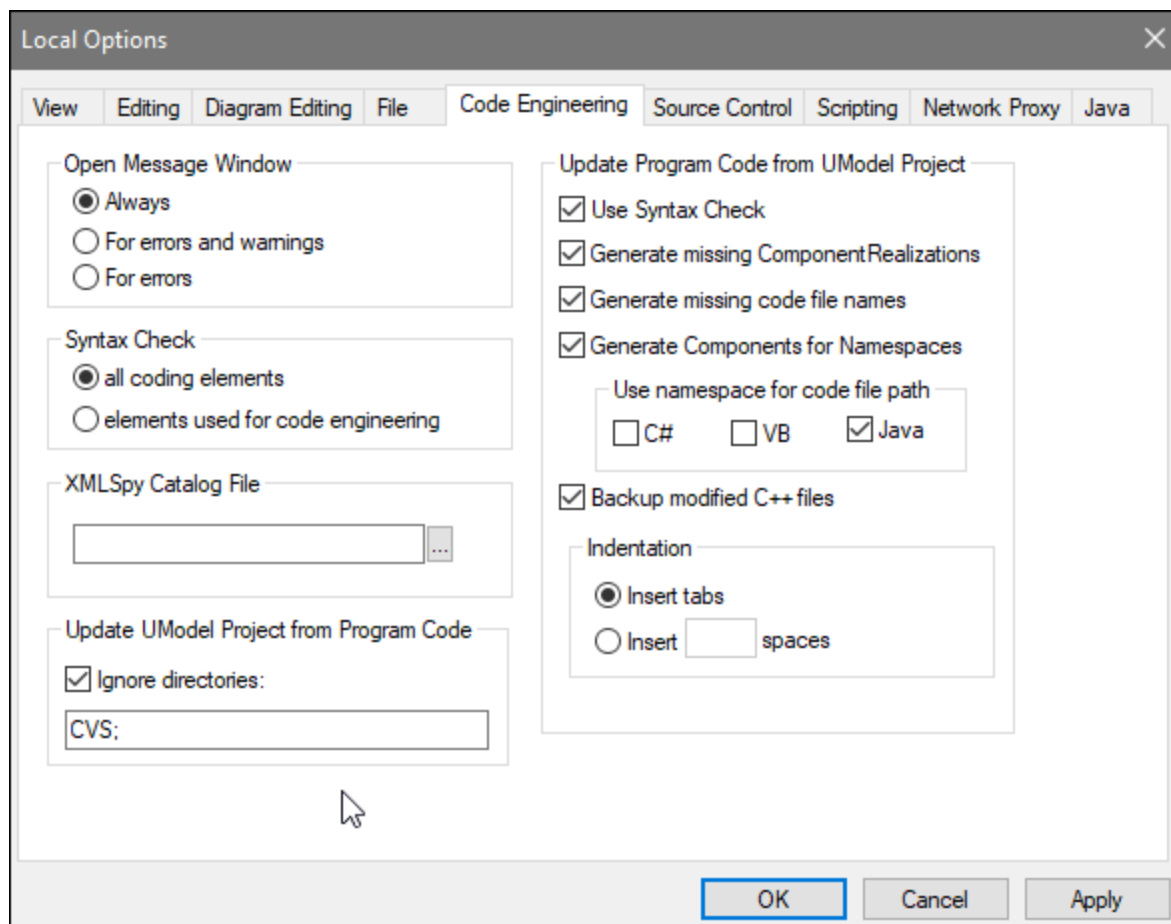 Local Options
View Editing Diagram Editing File Code Engineering Source Control Scripting Network Proxy Java
Open Message Window
Always
For errors and warnings
For errors
Syntax Check
all coding elements
elements used for code engineering
XMLSpy Catalog File
...
Update UModel Project from Program Code
Ignore directories:
CVS;
Update Program Code from UModel Project
Use Syntax Check
Generate missing ComponentRealizations
Generate missing code file names
Generate Components for Namespaces
Use namespace for code file path
C# VB Java
Backup modified C++ files
Indentation
Insert tabs
Insert spaces
OK Cancel Apply